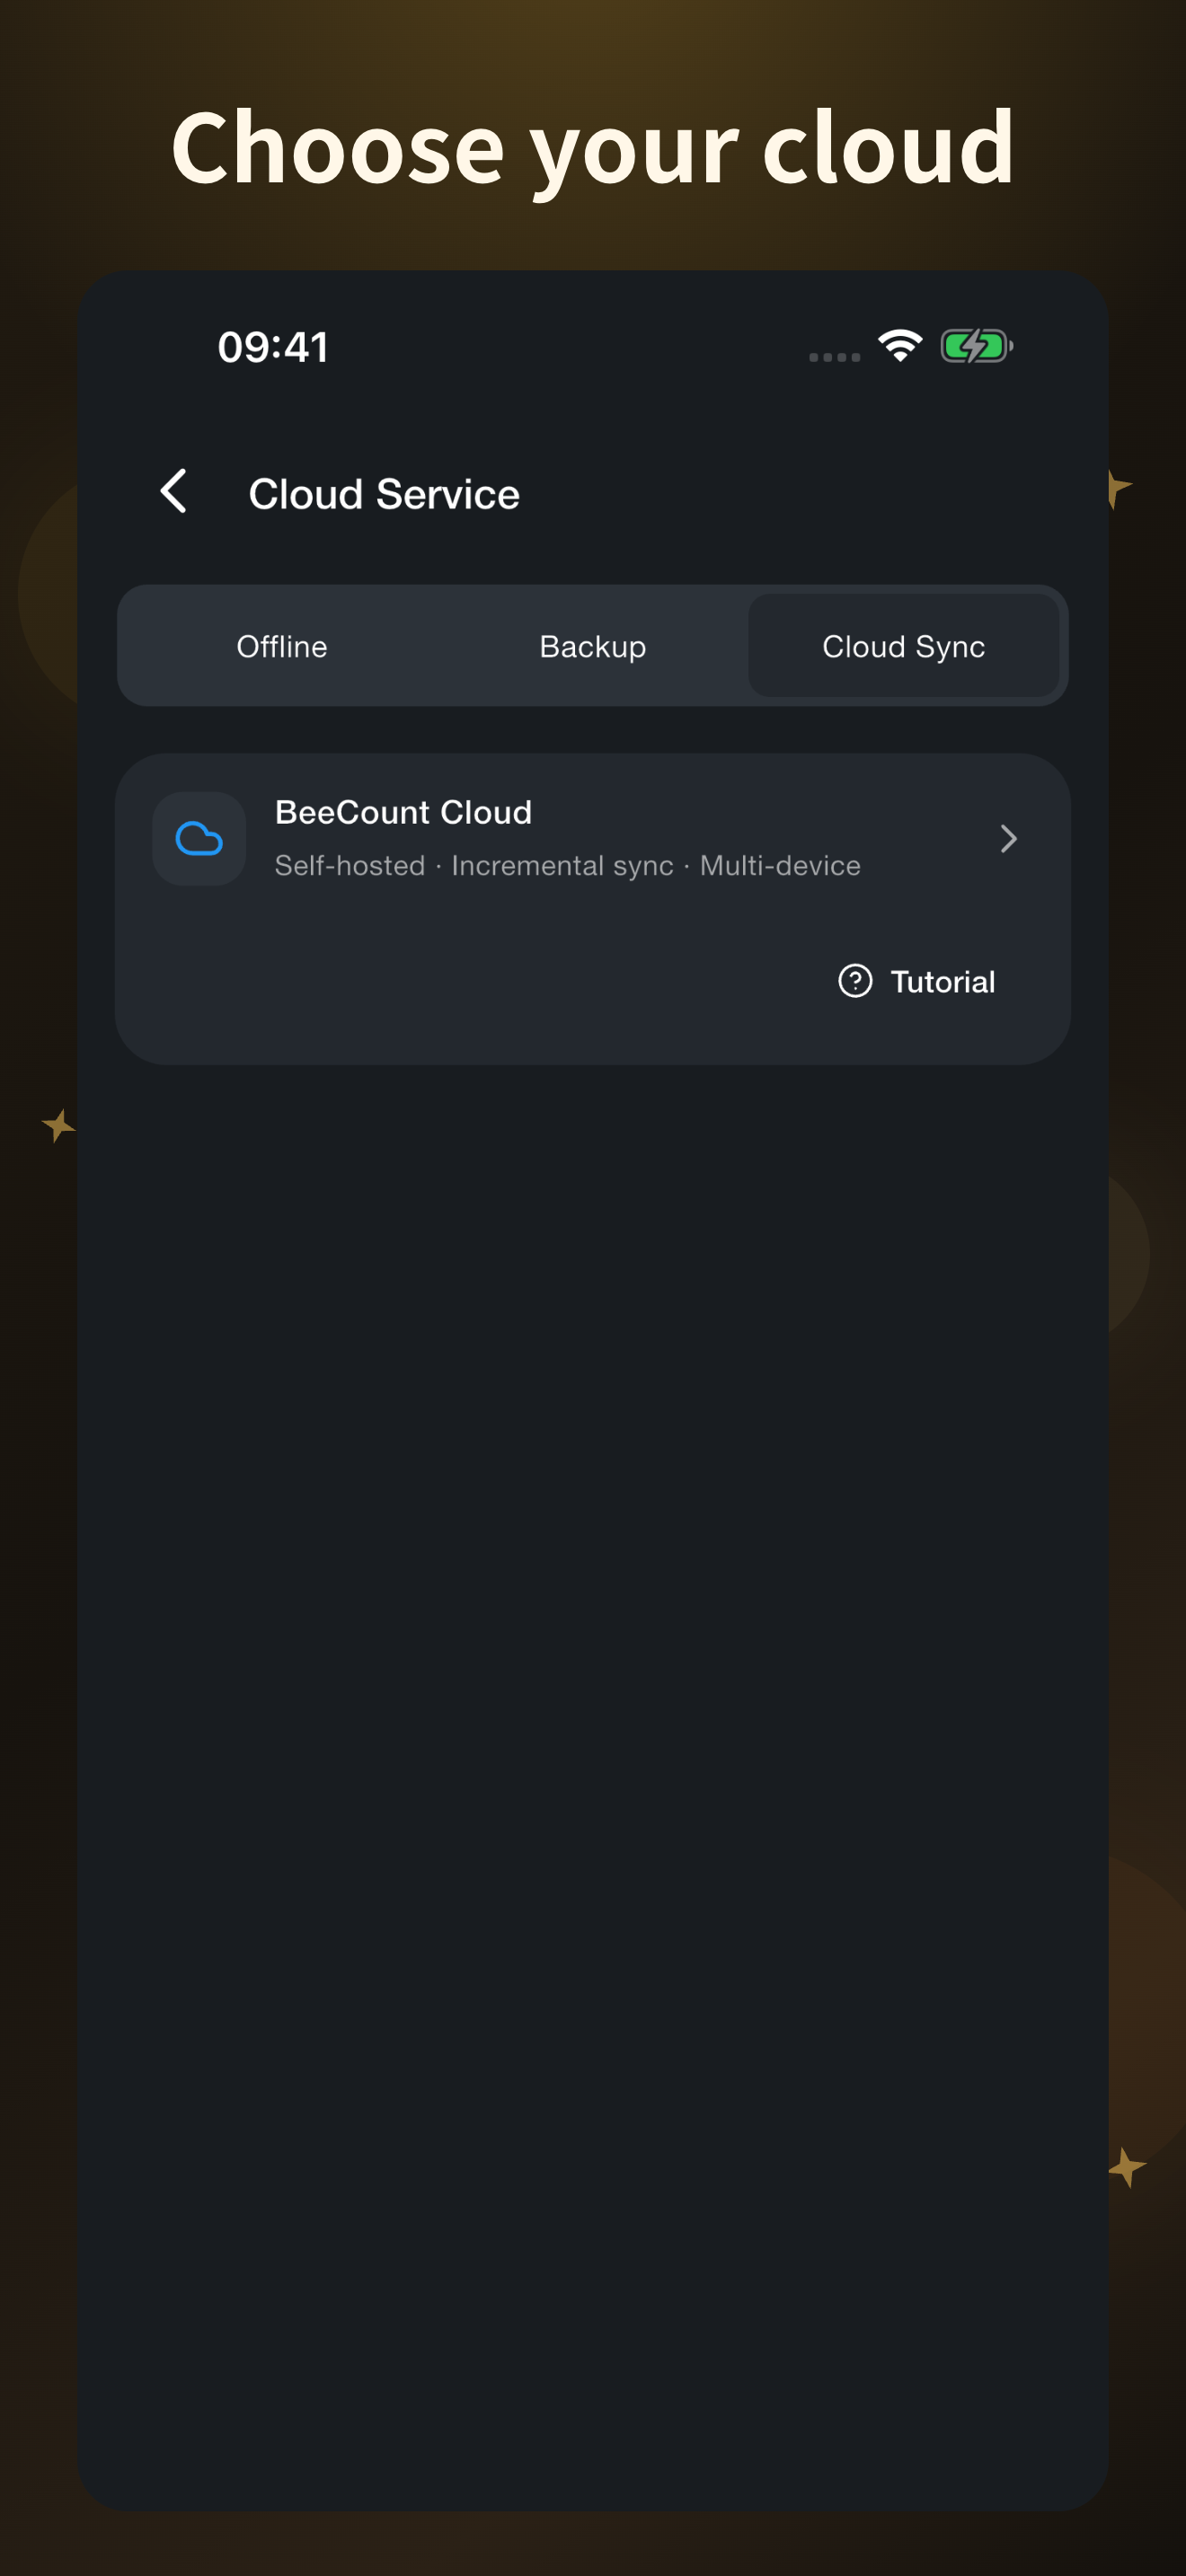 Choose your cloud
09:41
Cloud Service
Offline
Backup
Cloud Sync
BeeCount Cloud
Self-hosted · Incremental sync · Multi-device
Tutorial